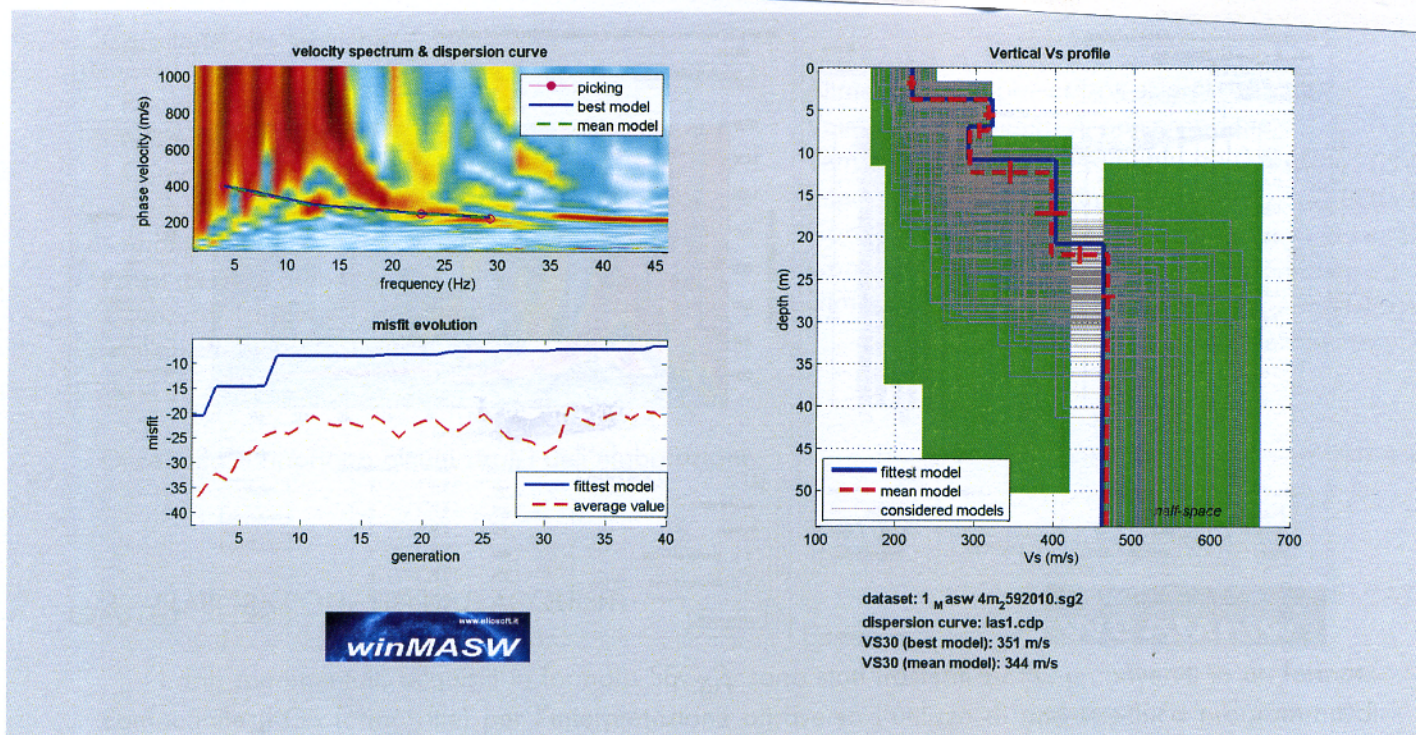 velocity spectrum & dispersion curve
1000
800
600
400
200
phase velocity (m/s)
picking
best model
mean model
5 10 15 20 25 30 35 40 45
frequency (Hz)
misfit evolution
-5
-10
-15
-20
-25
-30
-35
-40
misfit
fittest model
average value
5 10 15 20 25 30 35 40
generation
www.eliosoft.it
winMASW
Vertical Vs profile
0
5
10
15
20
25
30
35
40
45
50
depth (m)
fittest model
mean model
considered models
half-space
100 200 300 400 500 600 700
Vs (m/s)
dataset: 1 M asw 4m2592010.sg2
dispersion curve: las1.cdp
VS30 (best model): 351 m/s
VS30 (mean model): 344 m/s